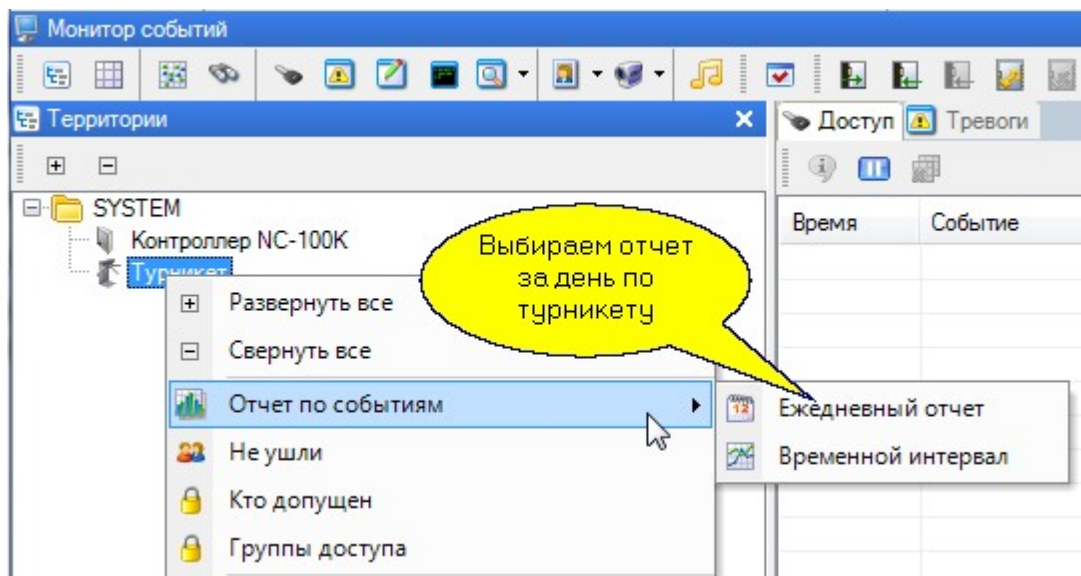 Монитор событий
Территории
Доступ
Тревоги
SYSTEM
Контроллер NC-100K
Турникет
Время
Событие
Выбираем отчет
за день по
турникету
Развернуть все
Свернуть все
Отчет по событиям
Не ушли
Кто допущен
Группы доступа
12
Ежедневный отчет
Временной интервал